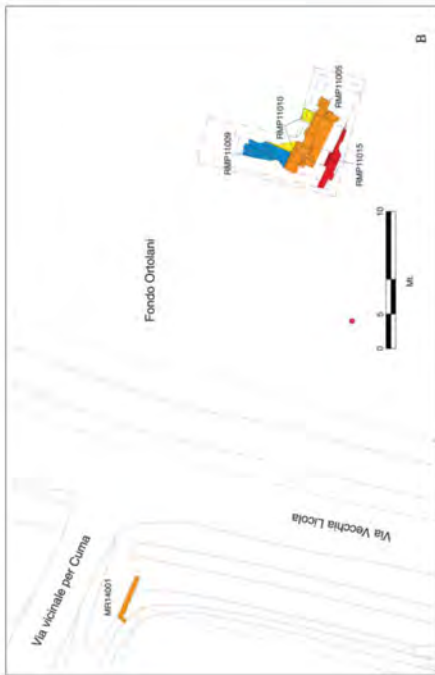 Via vicinale per Cuma
MR14001
Via Vecchia Licola
Fondo Ortolani
RMP11009
RMP11010
RMP11005
RMP11015
0 5 10
Mt.
B